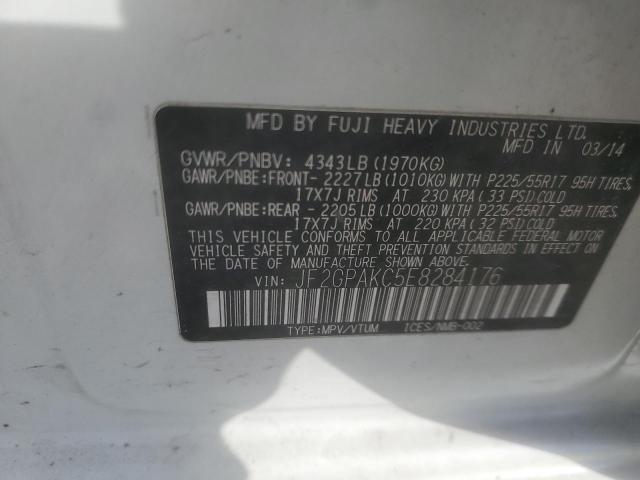 MFD BY FUJI HEAVY INDUSTRIES LTD.
MFD IN 03/14
GVWR/PNBV: 4343LB (1970KG)
GAWR/PNBE:FRONT- 2227LB (1010KG) WITH P225/55R17 95H TIRES,
17X7J RIMS AT 230 KPA (33 PSI) COLD
GAWR/PNBE:REAR - 2205LB (1000KG) WITH P225/55R17 95H TIRES,
17X7J RIMS AT 220 KPA (32 PSI) COLD
THIS VEHICLE CONFORMS TO ALL APPLICABLE FEDERAL MOTOR
VEHICLE SAFETY AND THEFT PREVENTION STANDARDS IN EFFECT
ON THE DATE OF MANUFACTURE SHOWN ABOVE.
VIN: JF2GPAKC5E8284176
TYPE:MPV/VTUM ICES/NMB-002